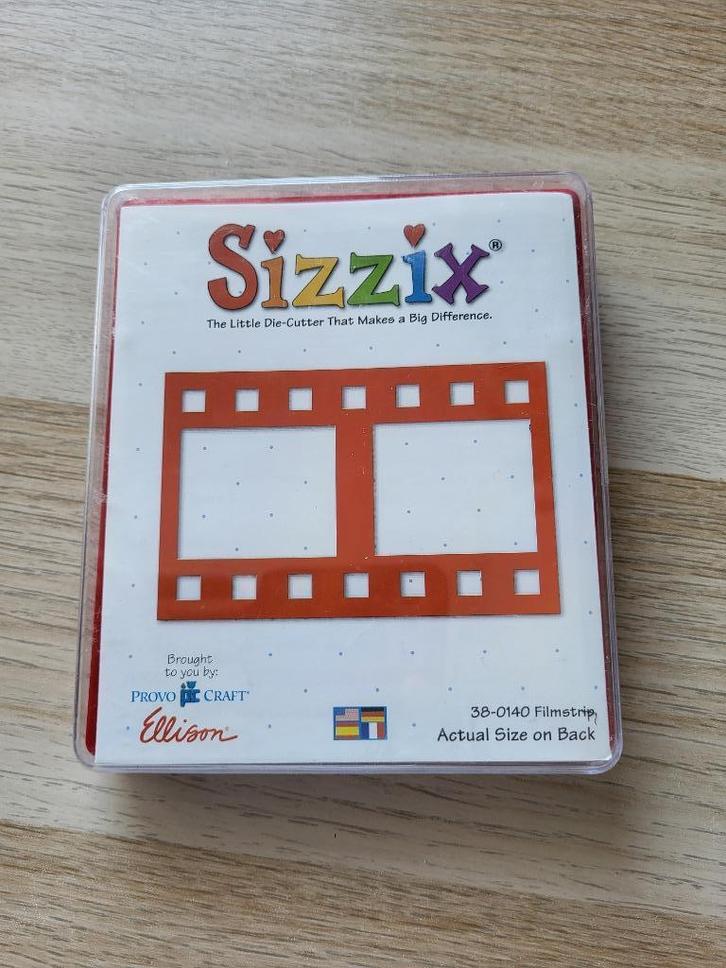 Sizzix®
The Little Die-Cutter That Makes a Big Difference.
Brought
to you by:
PROVO CRAFT®
Ellison®
38-0140 Filmstrip
Actual Size on Back